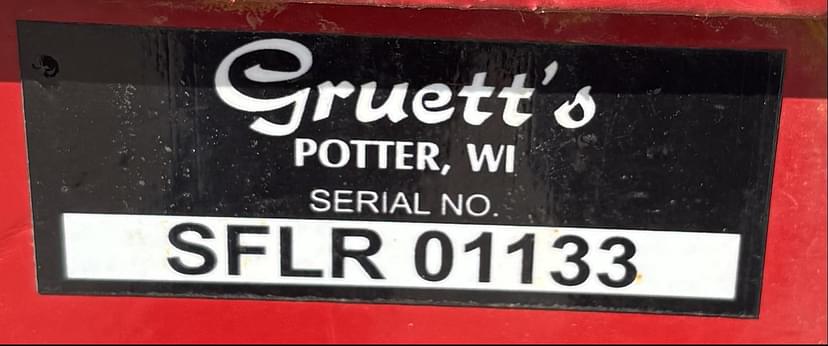 Gruett's
POTTER, WI
SERIAL NO.
SFLR 01133